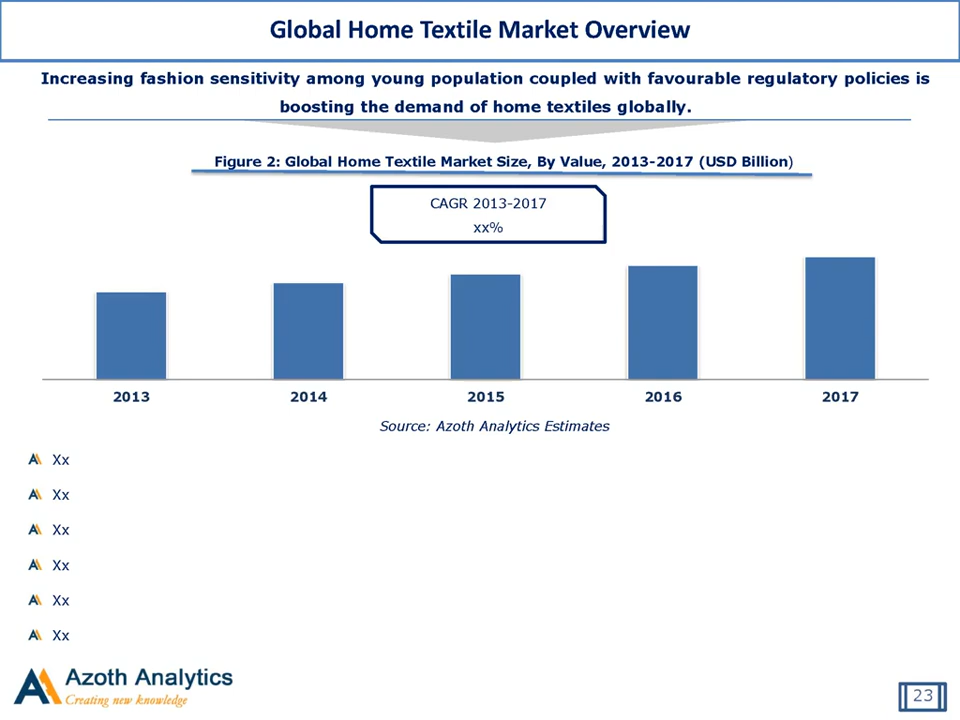 Global Home Textile Market Overview
Increasing fashion sensitivity among young population coupled with favourable regulatory policies is
boosting the demand of home textiles globally.
Figure 2: Global Home Textile Market Size, By Value, 2013-2017 (USD Billion)
CAGR 2013-2017
xx%
2013 2014 2015 2016 2017
Source: Azoth Analytics Estimates
Xx
Xx
Xx
Xx
Xx
Xx
Azoth Analytics
Creating new knowledge
23